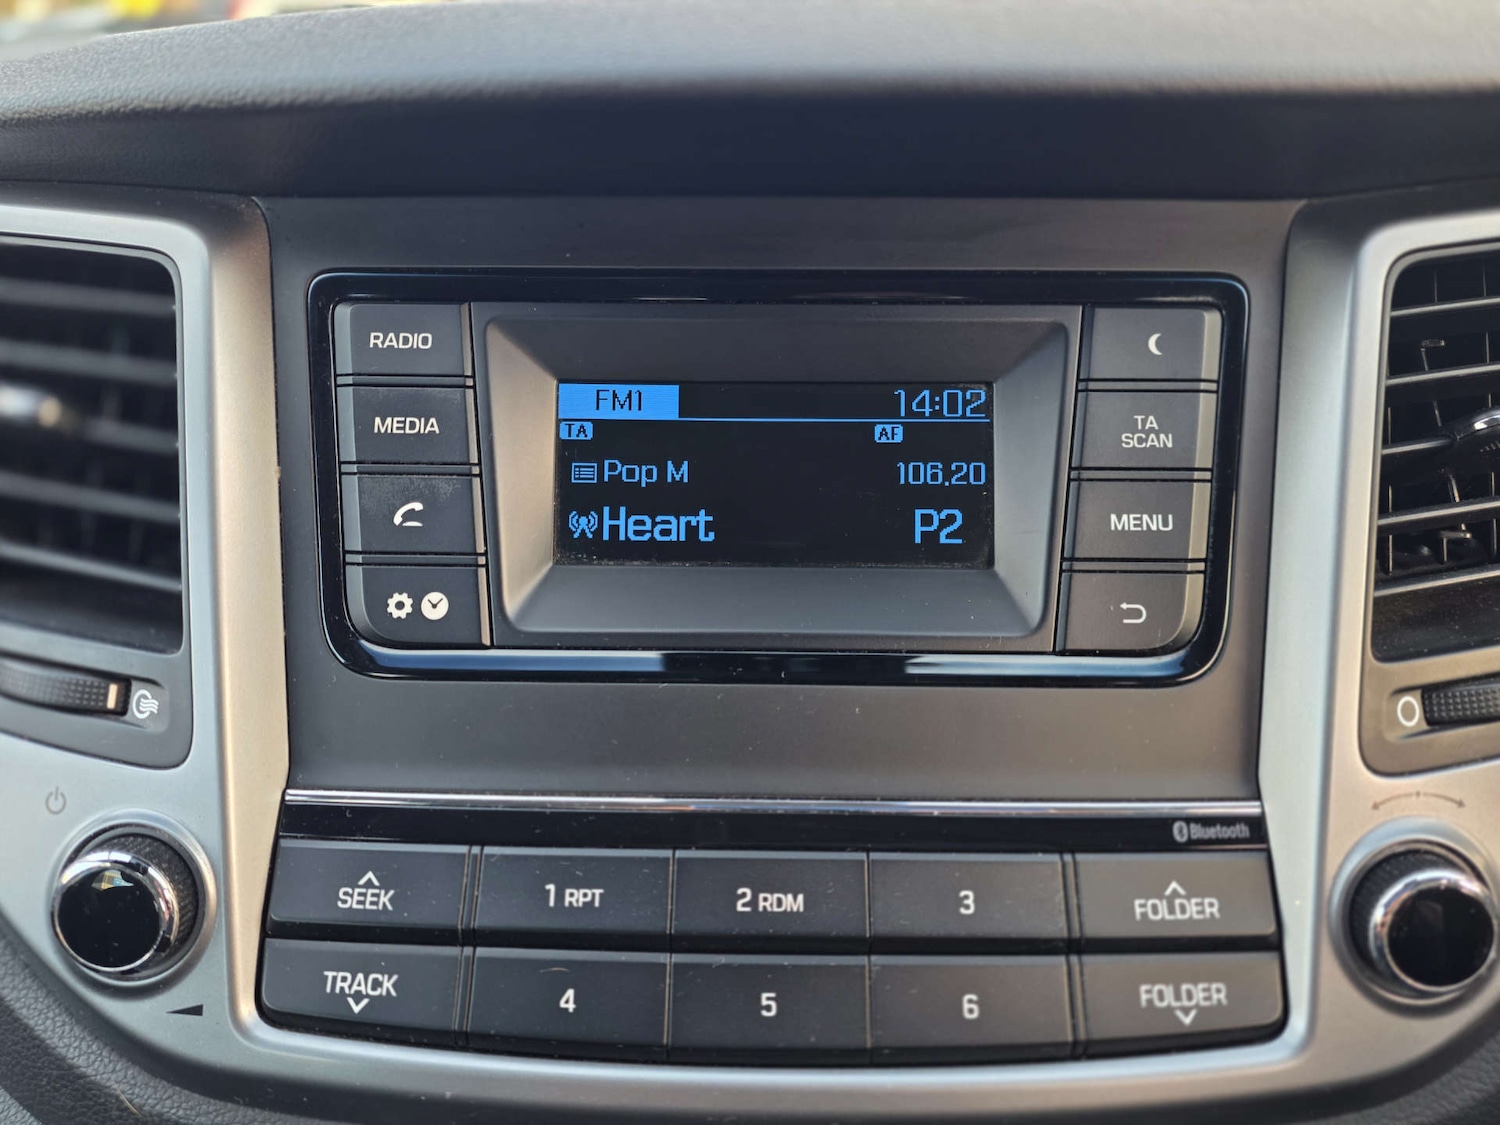 RADIO
MEDIA
FM1 14:02
TA AF
Pop M 106.20
Heart P2
TA
SCAN
MENU
Bluetooth
SEEK 1 RPT 2 RDM 3 FOLDER
TRACK 4 5 6 FOLDER